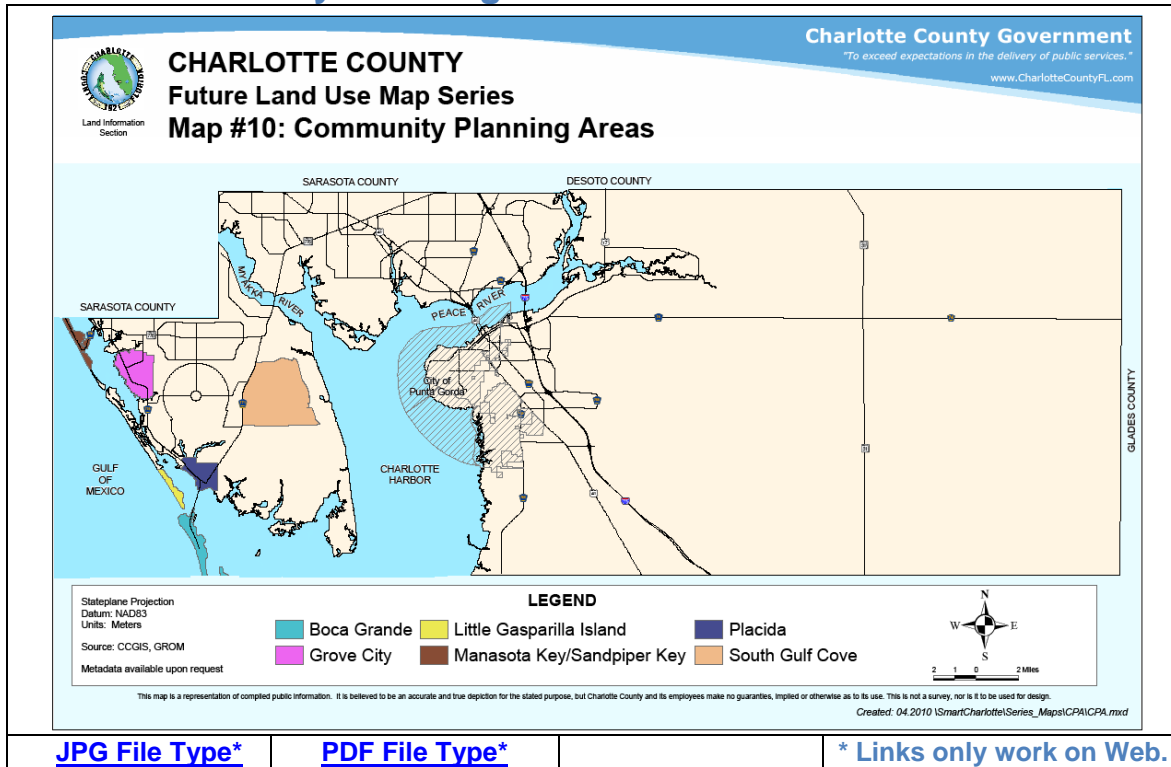 Charlotte County Government
"To exceed expectations in the delivery of public services."
www.CharlotteCountyFL.com
CHARLOTTE
COUNTY
1921
Land Information
Section
CHARLOTTE COUNTY
Future Land Use Map Series
Map #10: Community Planning Areas
SARASOTA COUNTY
DESOTO COUNTY
MYAKKA RIVER
PEACE RIVER
SARASOTA COUNTY
City of
Punta Gorda
GLADES COUNTY
GULF
OF
MEXICO
CHARLOTTE
HARBOR
Stateplane Projection
Datum: NAD83
Units: Meters
Source: CCGIS, GROM
Metadata available upon request
LEGEND
Boca Grande
Little Gasparilla Island
Placida
Grove City
Manasota Key/Sandpiper Key
South Gulf Cove
N
W
E
S
2 1 0 2 Miles
This map is a representation of compiled public information. It is believed to be an accurate and true depiction for the stated purpose, but Charlotte County and its employees make no guaranties, implied or otherwise as to its use. This is not a survey, nor is it to be used for design.
Created: 04.2010 \SmartCharlotte\Series_Maps\CPA\CPA.mxd
JPG File Type*
PDF File Type*
* Links only work on Web.